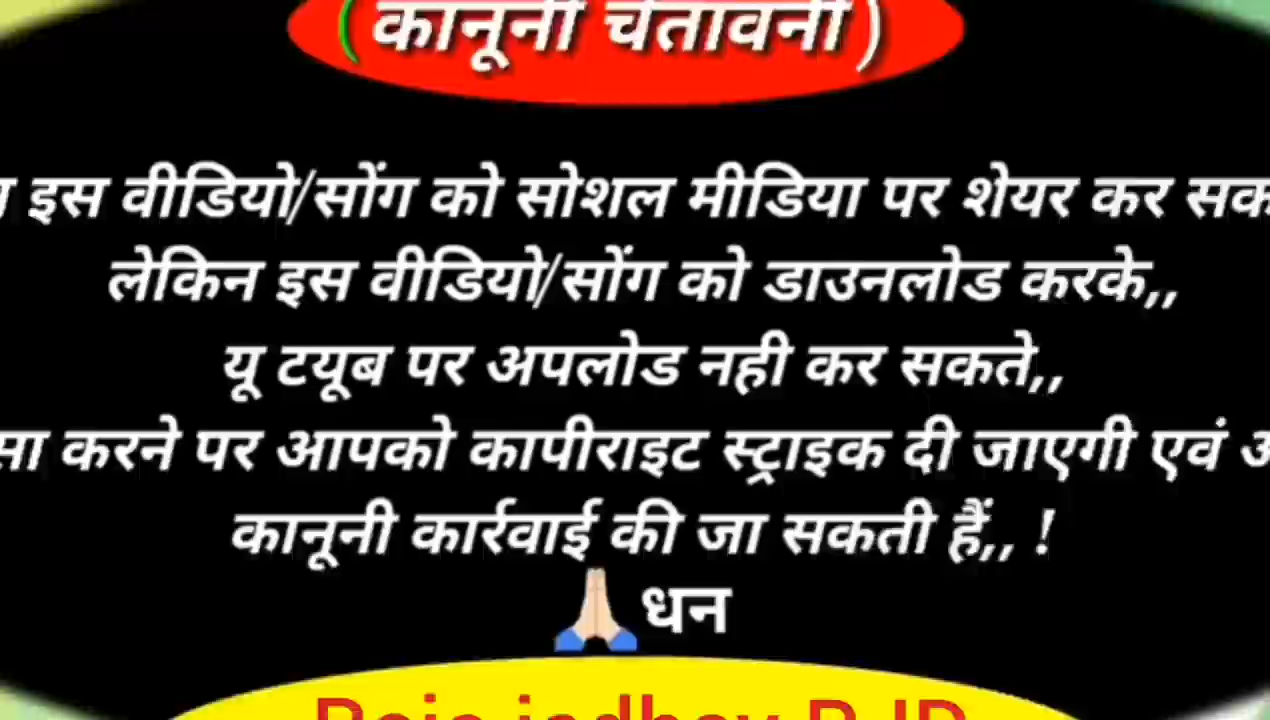 ( कानूनी चेतावनी )
इस वीडियो/सोंग को सोशल मीडिया पर शेयर कर
लेकिन इस वीडियो/सोंग को डाउनलोड करके,,
यू टयूब पर अपलोड नही कर सकते,,
करने पर आपको कापीराइट स्ट्राइक दी जाएगी एवं
कानूनी कार्रवाई की जा सकती हैं,, !
🙏🏻 धन